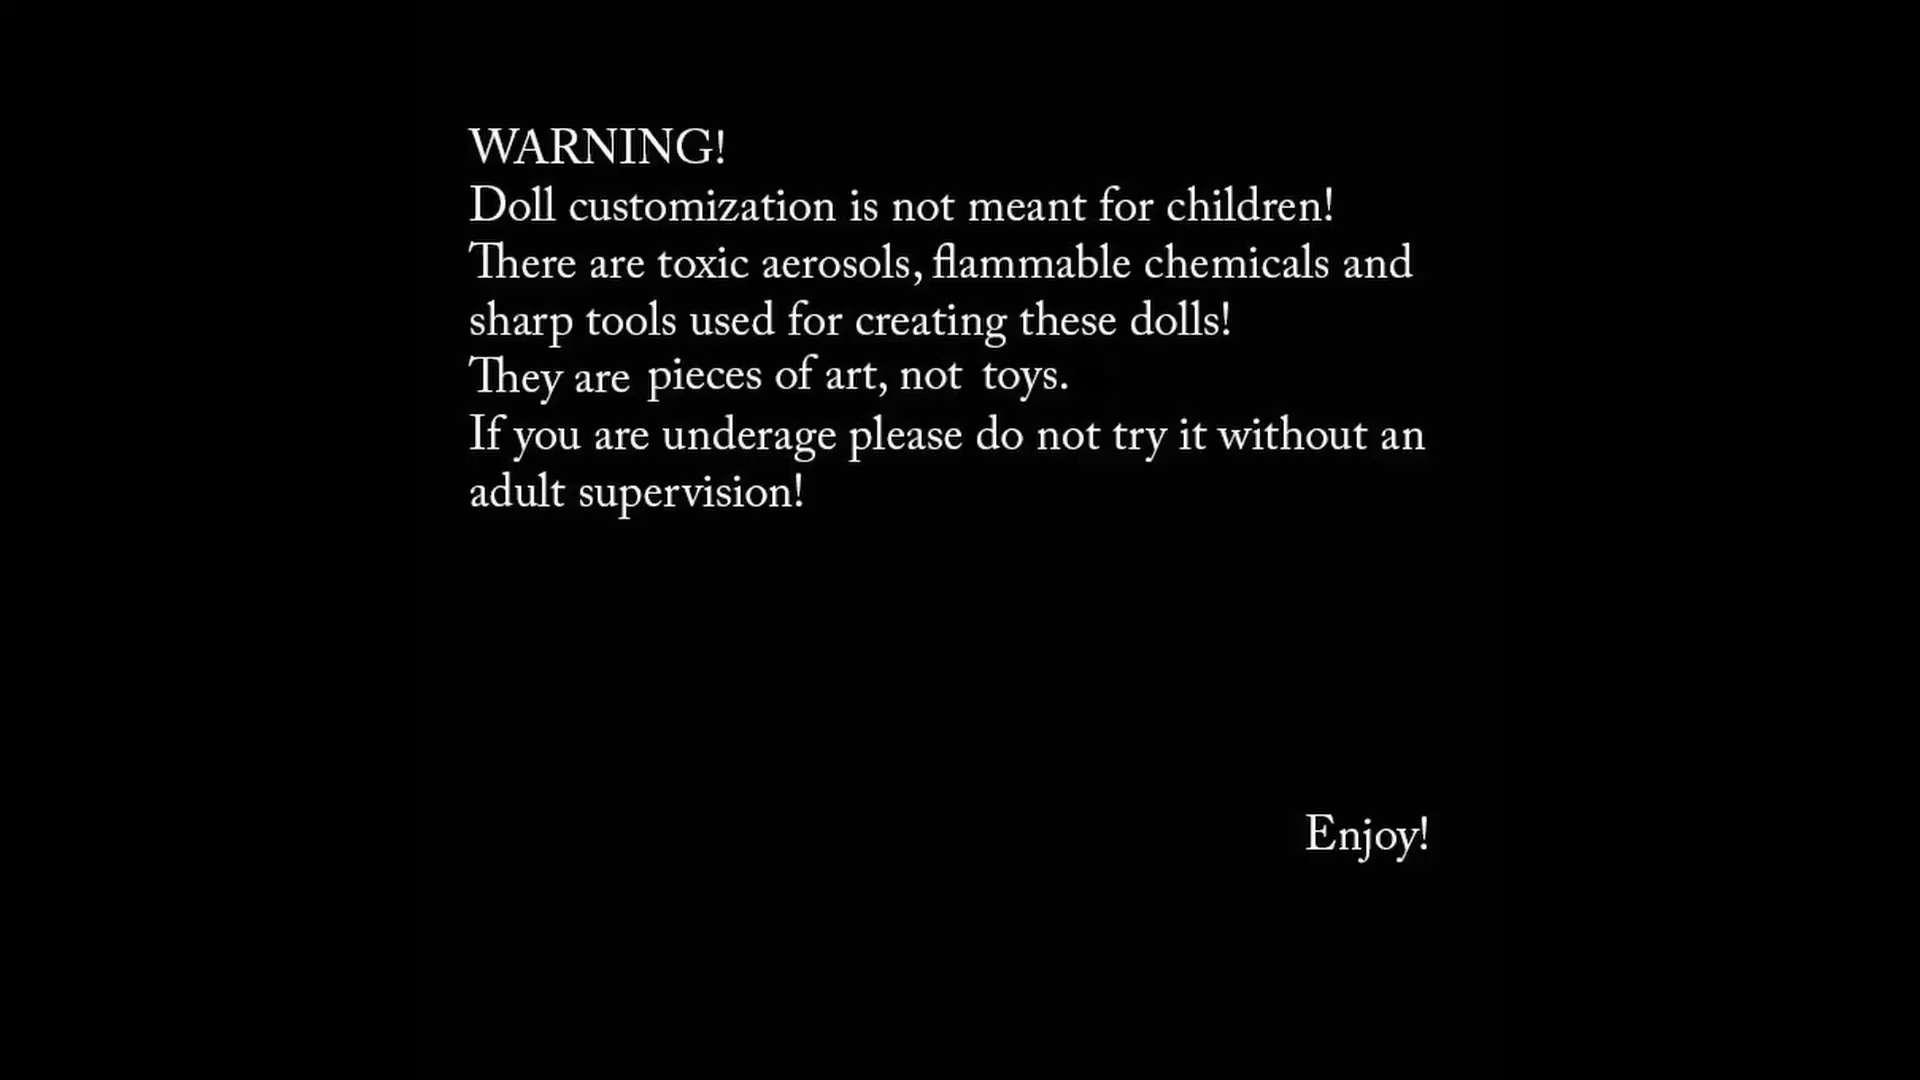 WARNING!
Doll customization is not meant for children!
There are toxic aerosols, flammable chemicals and
sharp tools used for creating these dolls!
They are pieces of art, not toys.
If you are underage please do not try it without an
adult supervision!
Enjoy!